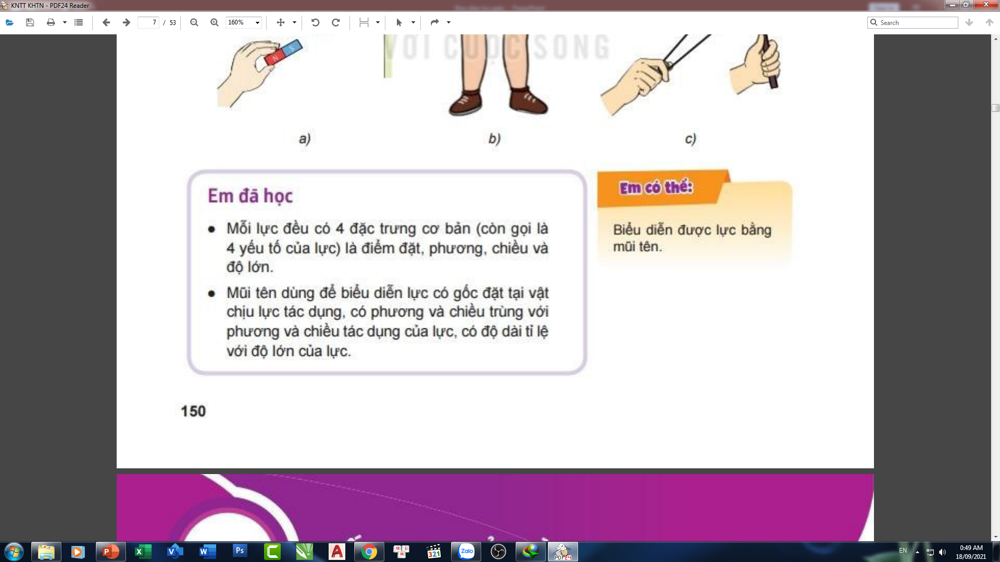 KNTT KHTN - PDF24 Reader
7 / 53
160%
Search
VỚI CUỘC SỐNG
N S
a) b) c)
Em đã học
● Mỗi lực đều có 4 đặc trưng cơ bản (còn gọi là
4 yếu tố của lực) là điểm đặt, phương, chiều và
độ lớn.
● Mũi tên dùng để biểu diễn lực có gốc đặt tại vật
chịu lực tác dụng, có phương và chiều trùng với
phương và chiều tác dụng của lực, có độ dài tỉ lệ
với độ lớn của lực.
Em có thể:
Biểu diễn được lực bằng
mũi tên.
150
Zalo
PDF24
EN
0:49 AM
18/09/2021